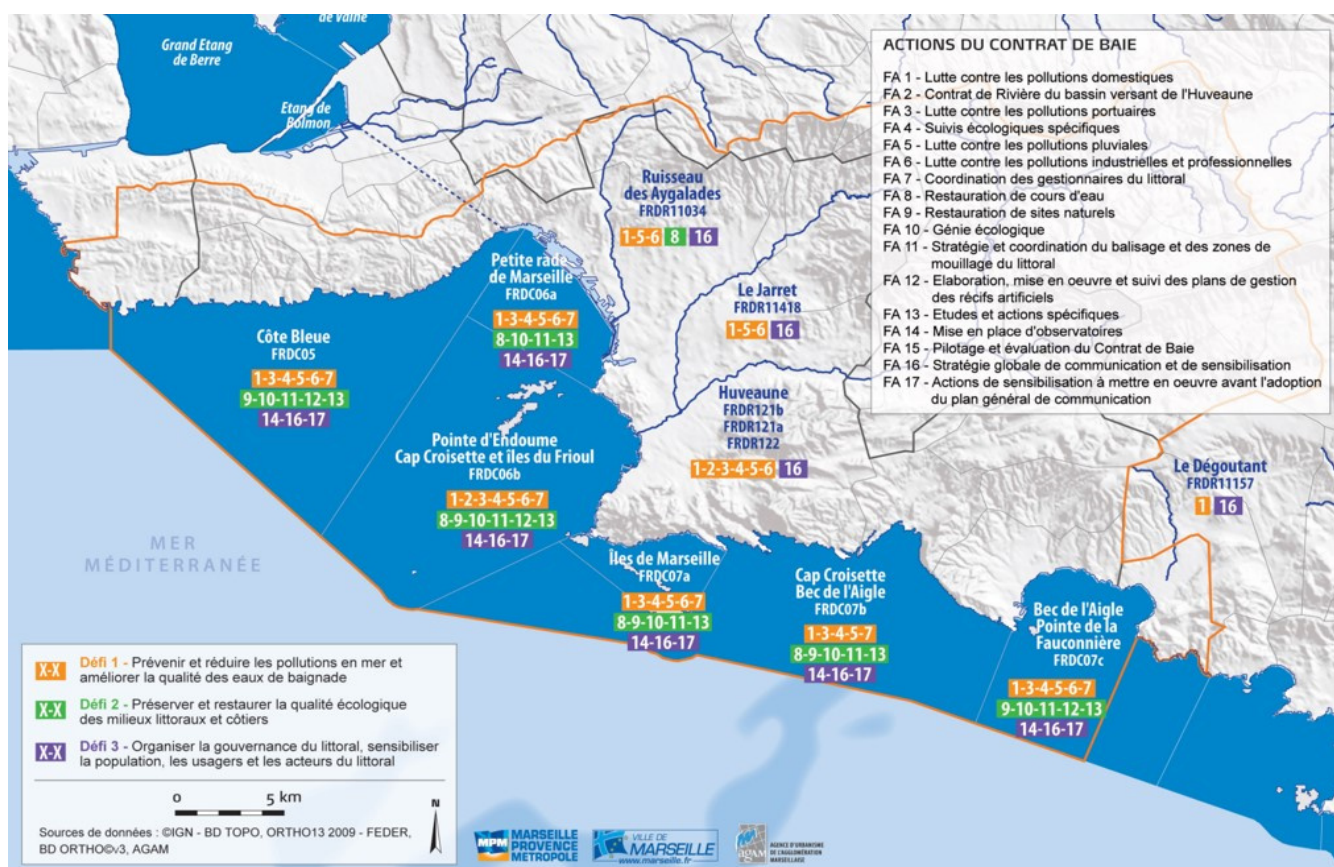 de Vaïne
Grand Etang
de Berre
Etang de
Bolmon
ACTIONS DU CONTRAT DE BAIE
FA 1 - Lutte contre les pollutions domestiques
FA 2 - Contrat de Rivière du bassin versant de l'Huveaune
FA 3 - Lutte contre les pollutions portuaires
FA 4 - Suivis écologiques spécifiques
FA 5 - Lutte contre les pollutions pluviales
FA 6 - Lutte contre les pollutions industrielles et professionnelles
FA 7 - Coordination des gestionnaires du littoral
FA 8 - Restauration de cours d'eau
FA 9 - Restauration de sites naturels
FA 10 - Génie écologique
FA 11 - Stratégie et coordination du balisage et des zones de
mouillage du littoral
FA 12 - Elaboration, mise en oeuvre et suivi des plans de gestion
des récifs artificiels
FA 13 - Etudes et actions spécifiques
FA 14 - Mise en place d'observatoires
FA 15 - Pilotage et évaluation du Contrat de Baie
FA 16 - Stratégie globale de communication et de sensibilisation
FA 17 - Actions de sensibilisation à mettre en oeuvre avant l'adoption
du plan général de communication
Ruisseau
des Aygalades
FRDR11034
1-5-6 8 16
Petite rade
de Marseille
FRDC06a
1-3-4-5-6-7
8-10-11-13
14-16-17
Le Jarret
FRDR11418
1-5-6 16
Côte Bleue
FRDC05
1-3-4-5-6-7
9-10-11-12-13
14-16-17
Huveaune
FRDR121b
FRDR121a
FRDR122
1-2-3-4-5-6 16
Pointe d'Endoume
Cap Croisette et îles du Frioul
FRDC06b
1-2-3-4-5-6-7
8-9-10-11-12-13
14-16-17
Le Dégoutant
FRDR11157
1 16
MER
MÉDITERRANÉE
Îles de Marseille
FRDC07a
1-3-4-5-6-7
8-9-10-11-13
14-16-17
Cap Croisette
Bec de l'Aigle
FRDC07b
1-3-4-5-7
8-9-10-11-13
14-16-17
Bec de l'Aigle
Pointe de la
Fauconnière
FRDC07c
1-3-4-5-6-7
9-10-11-12-13
14-16-17
X-X Défi 1 - Prévenir et réduire les pollutions en mer et
améliorer la qualité des eaux de baignade
X-X Défi 2 - Préserver et restaurer la qualité écologique
des milieux littoraux et côtiers
X-X Défi 3 - Organiser la gouvernance du littoral, sensibiliser
la population, les usagers et les acteurs du littoral
0 5 km
N
Sources de données : ©IGN - BD TOPO, ORTHO13 2009 - FEDER,
BD ORTHO©v3, AGAM
MPM MARSEILLE
PROVENCE
METROPOLE
VILLE DE
MARSEILLE
www.marseille.fr
agam
AGENCE D'URBANISME
DE L'AGGLOMÉRATION
MARSEILLAISE